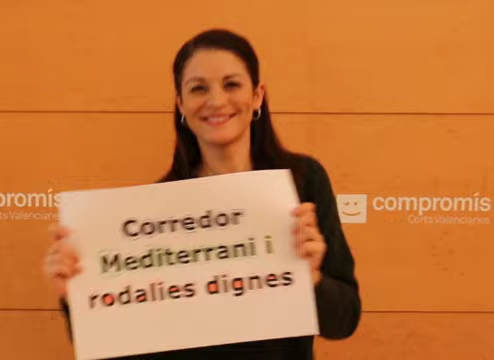 compromís
Corts Valencianes
Corredor
Mediterrani i
rodalies dignes
compromís
Corts Valencianes